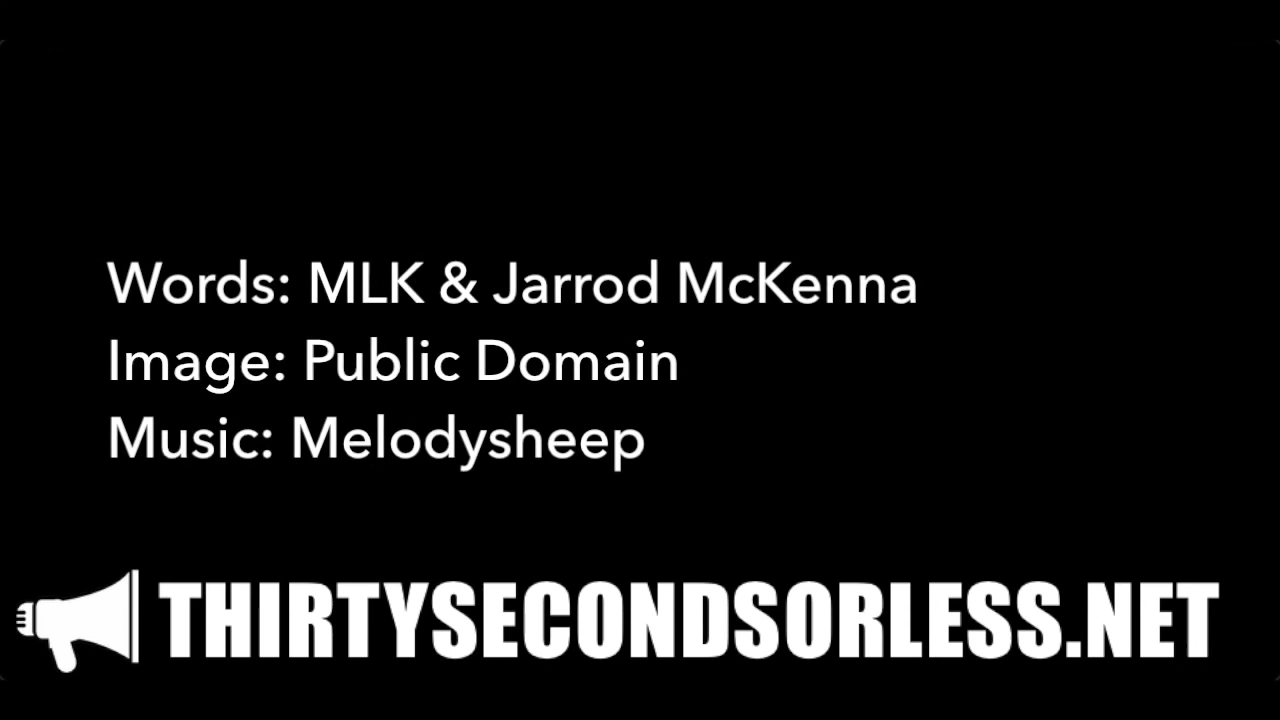 Words: MLK & Jarrod McKenna
Image: Public Domain
Music: Melodysheep
THIRTYSECONDSORLESS.NET